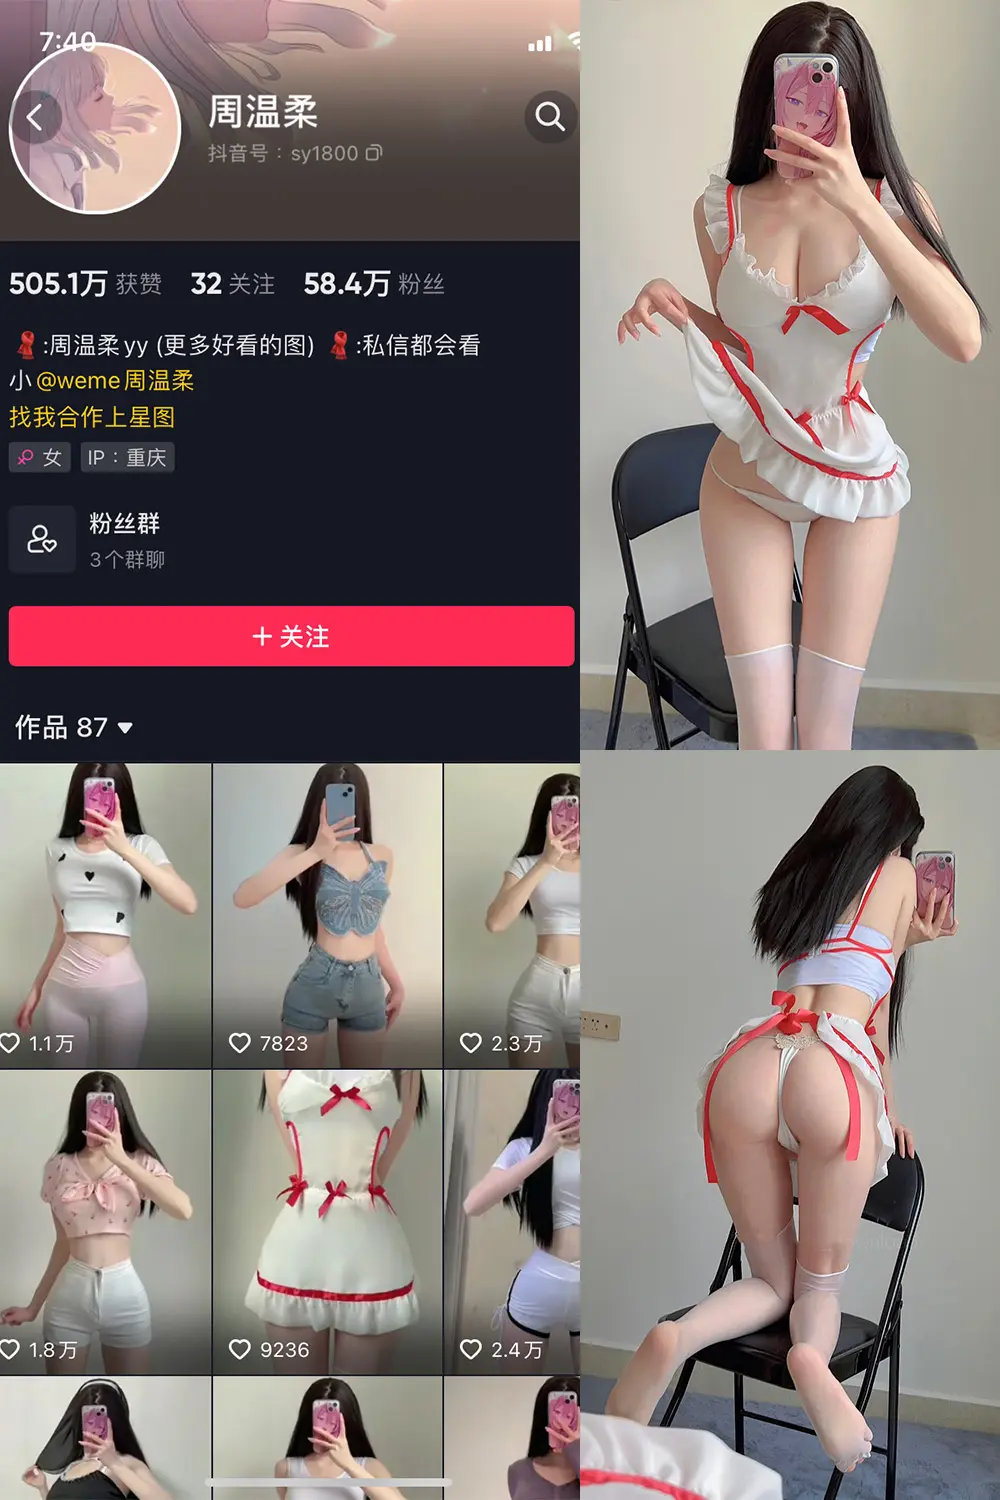 7:40
周温柔
抖音号：sy1800
505.1万 获赞 32 关注 58.4万 粉丝
:周温柔yy (更多好看的图) :私信都会看
小@weme周温柔
找我合作上星图
女 IP：重庆
粉丝群
3个群聊
+ 关注
作品 87
1.1万 7823 2.3万
1.8万 9236 2.4万